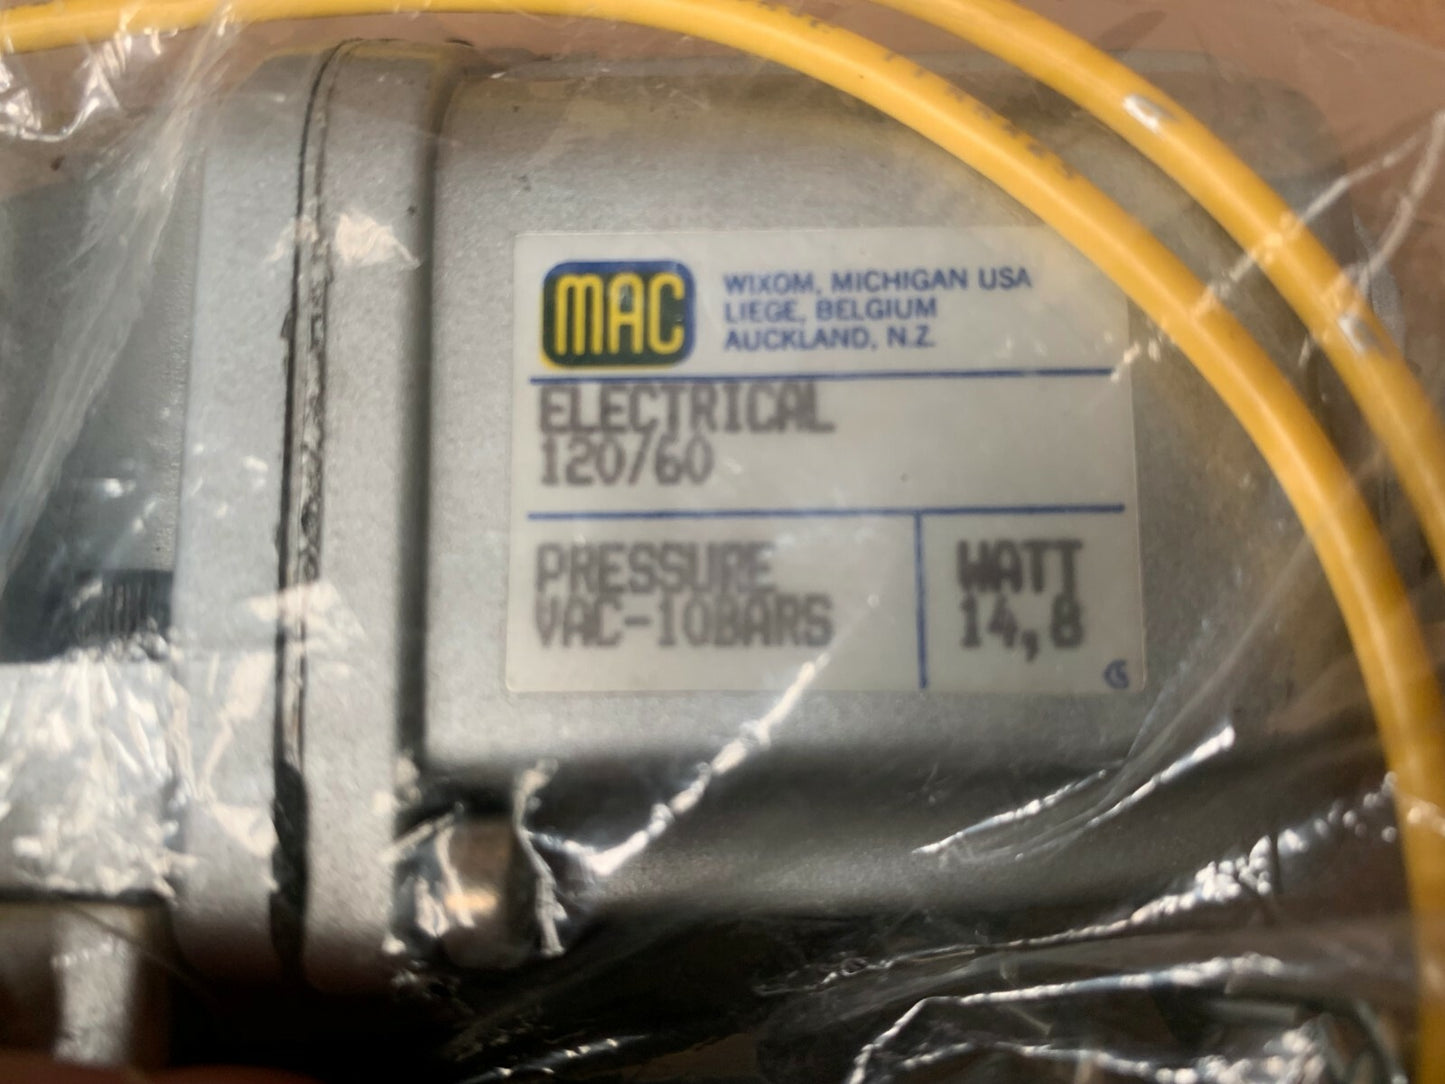 MAC
WIXOM, MICHIGAN USA
LIEGE, BELGIUM
AUCKLAND, N.Z.
ELECTRICAL
120/60
PRESSURE
VAC-10BARS
WATT
14,8